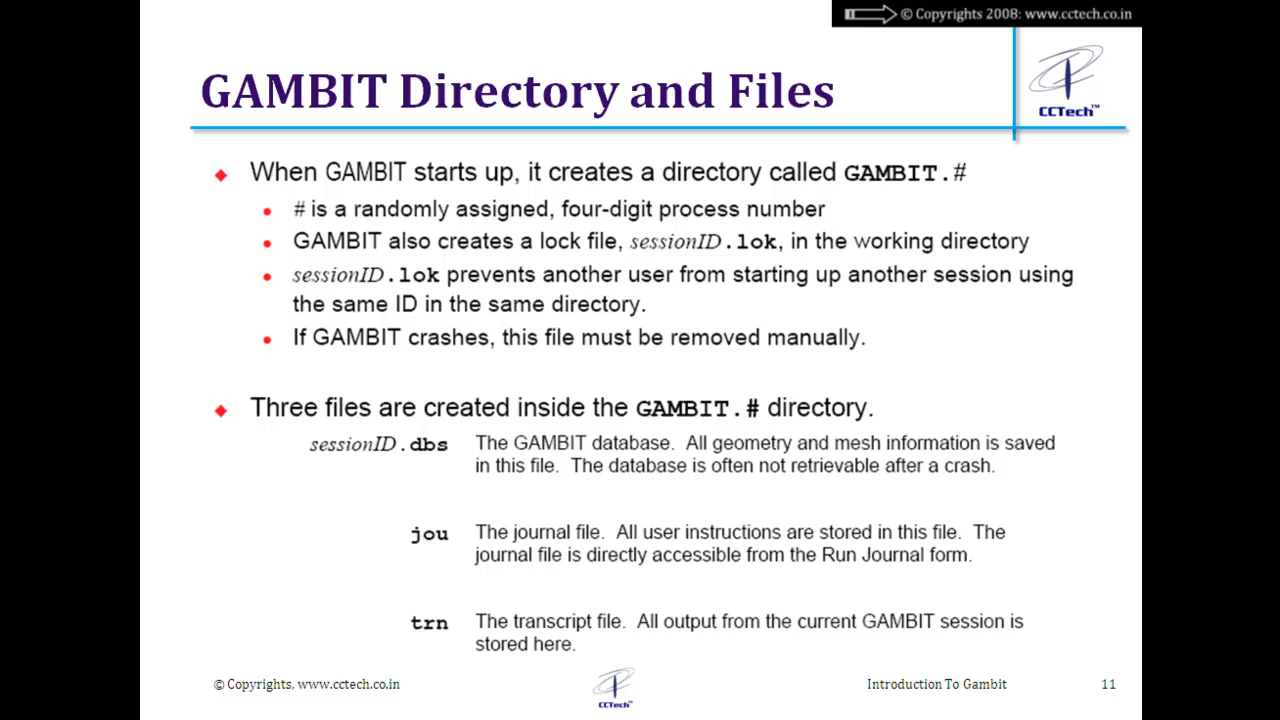 © Copyrights 2008: www.cctech.co.in
GAMBIT Directory and Files
CCTech™
When GAMBIT starts up, it creates a directory called GAMBIT.#
# is a randomly assigned, four-digit process number
GAMBIT also creates a lock file, sessionID.lok, in the working directory
sessionID.lok prevents another user from starting up another session using
the same ID in the same directory.
If GAMBIT crashes, this file must be removed manually.
Three files are created inside the GAMBIT.# directory.
sessionID.dbs The GAMBIT database. All geometry and mesh information is saved
in this file. The database is often not retrievable after a crash.
jou The journal file. All user instructions are stored in this file. The
journal file is directly accessible from the Run Journal form.
trn The transcript file. All output from the current GAMBIT session is
stored here.
© Copyrights, www.cctech.co.in
CCTech™
Introduction To Gambit
11